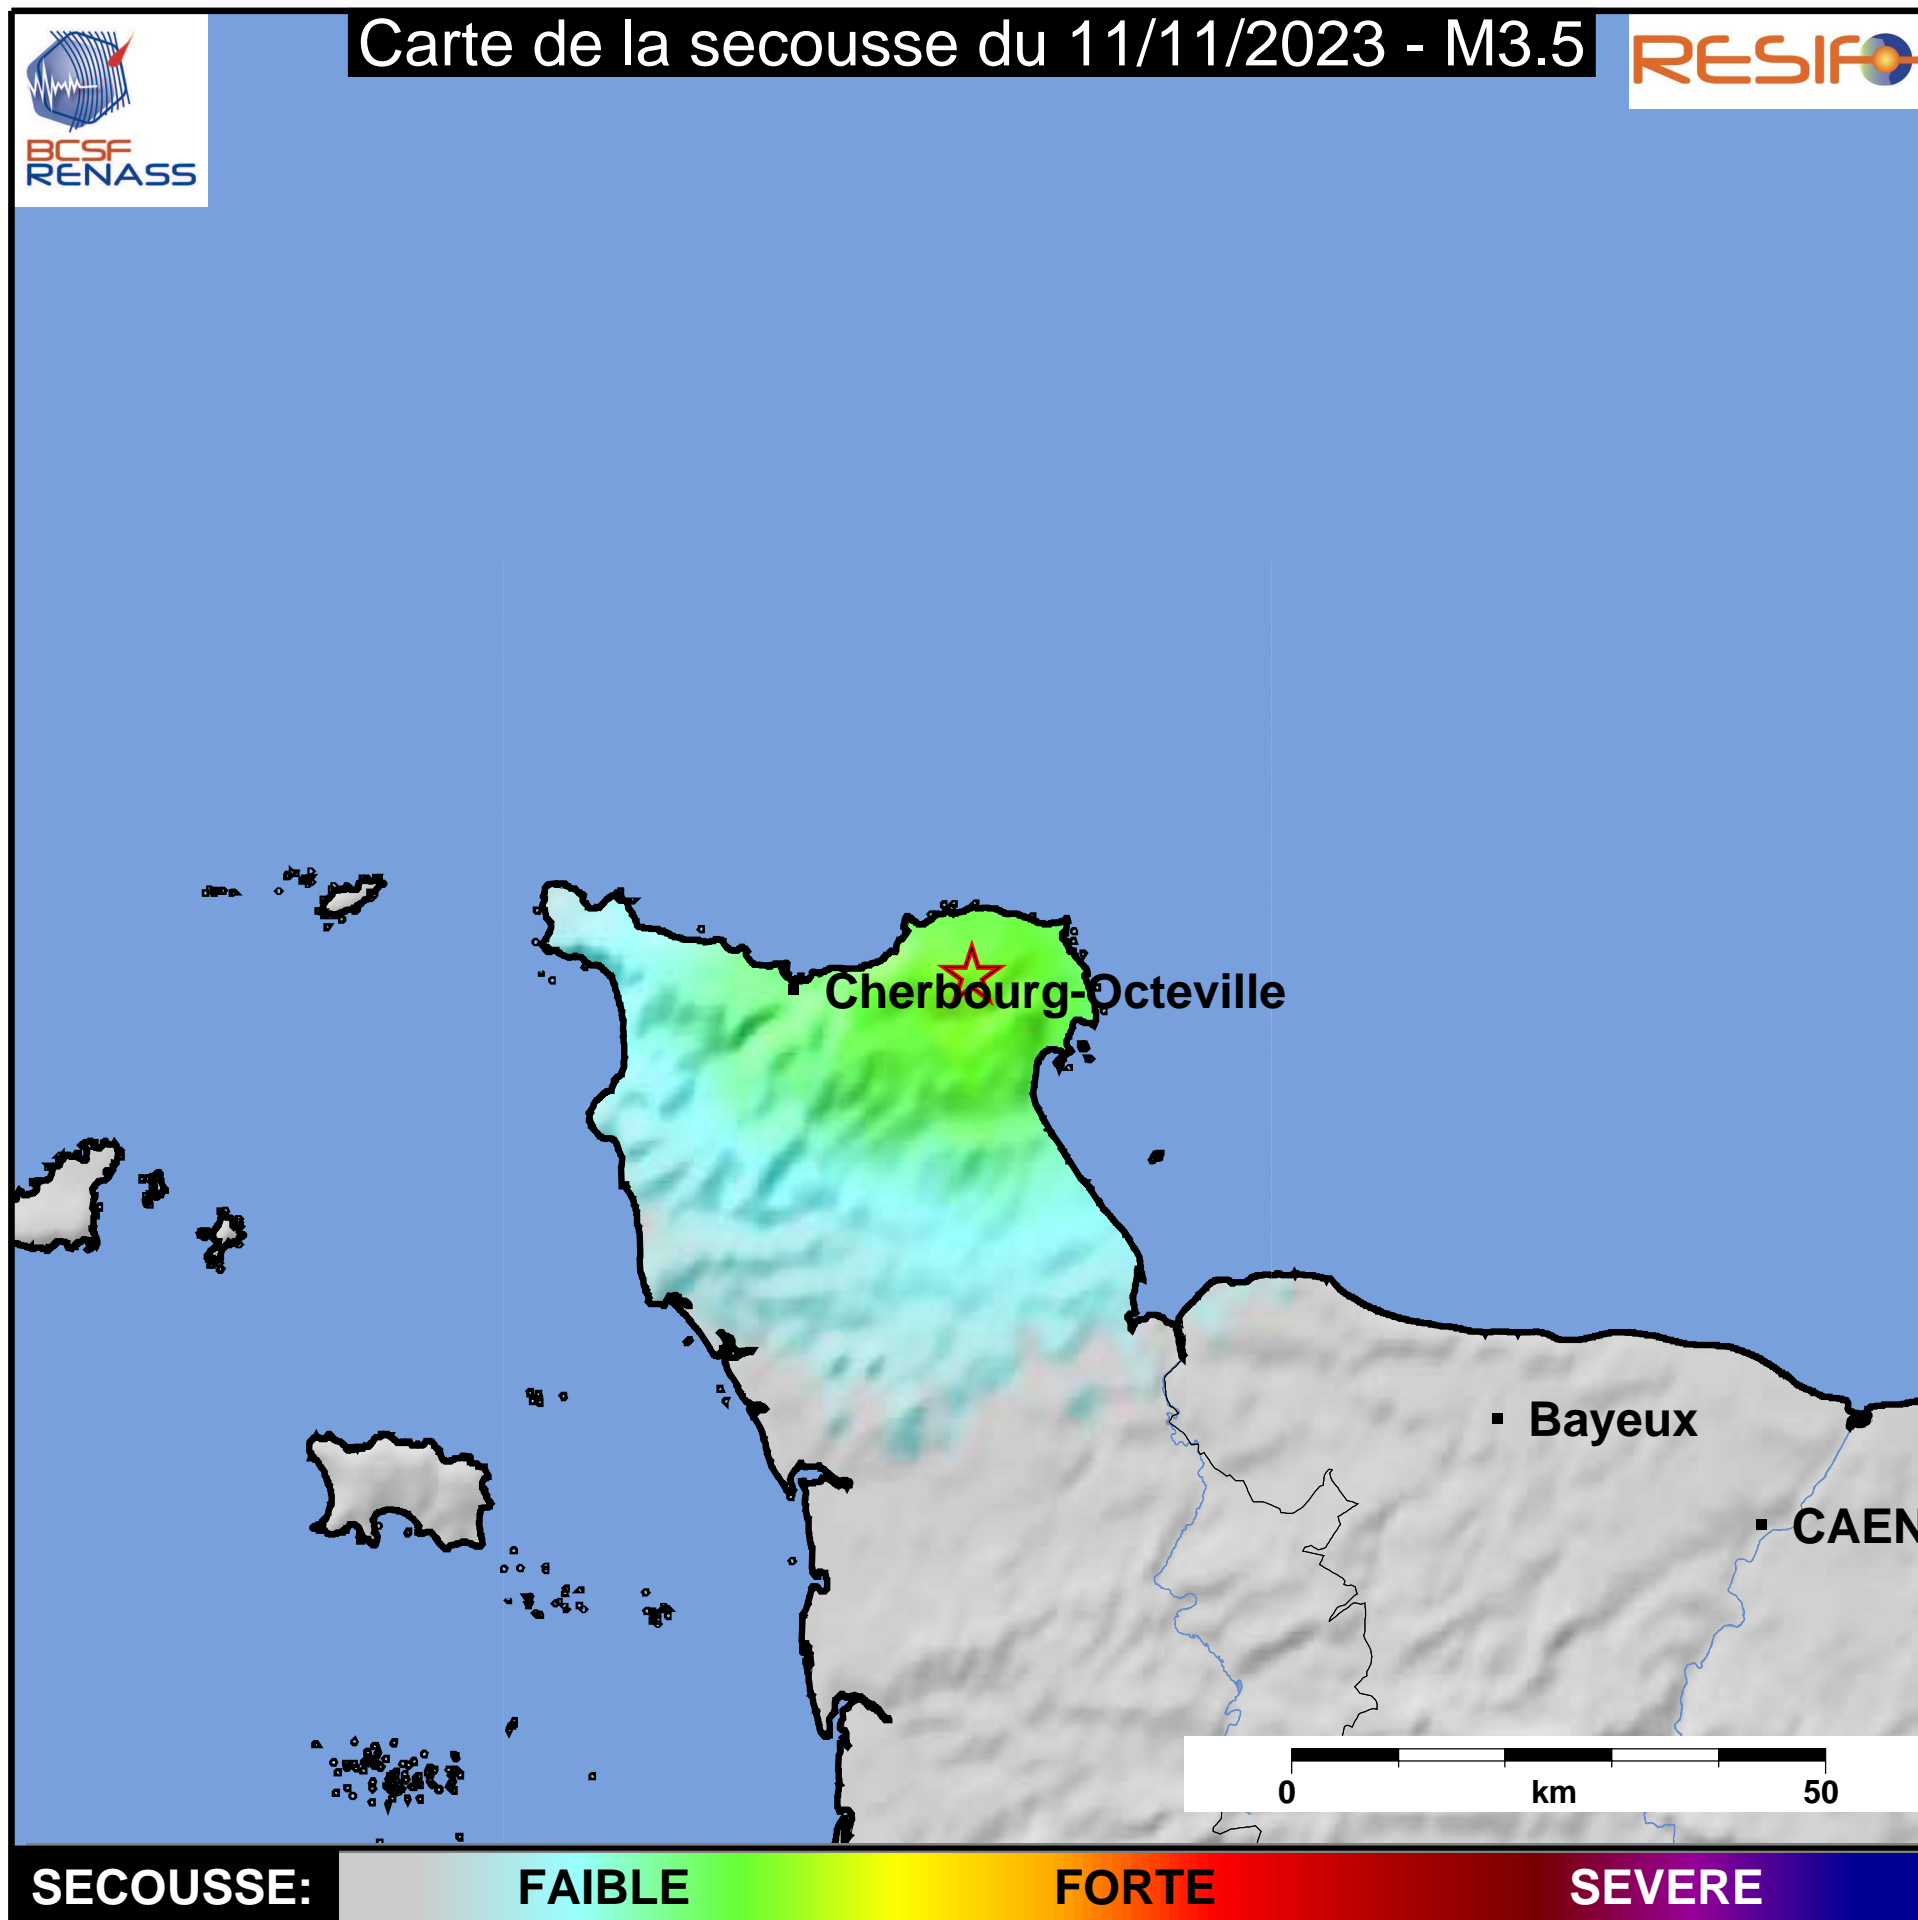 Carte de la secousse du 11/11/2023 - M3.5
BCSF
RENASS
RESIF
Cherbourg-Octeville
Bayeux
CAEN
0 km 50
SECOUSSE: FAIBLE FORTE SEVERE